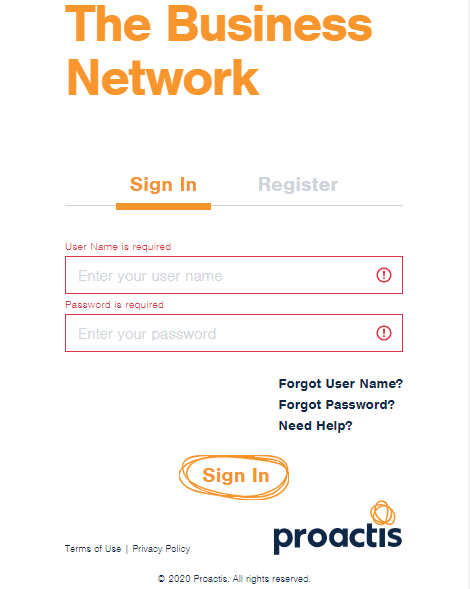 The Business
Network
Sign In Register
User Name is required
Enter your user name
Password is required
Enter your password
Forgot User Name?
Forgot Password?
Need Help?
Sign In
proactis
Terms of Use | Privacy Policy
© 2020 Proactis. All rights reserved.